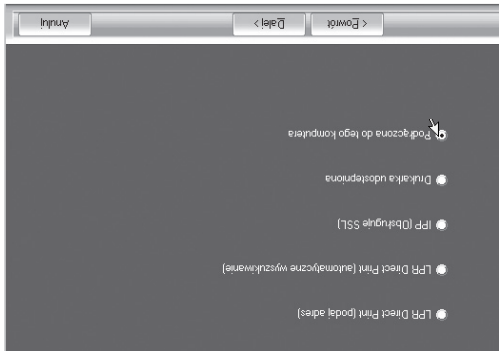 LPR Direct Print (podaj adres)
LPR Direct Print (automatyczne wyszukiwanie)
IPP (Obsługuje SSL)
Drukarka udostępniona
Podłączona do tego komputera
< Powrót
Dalej >
Anuluj